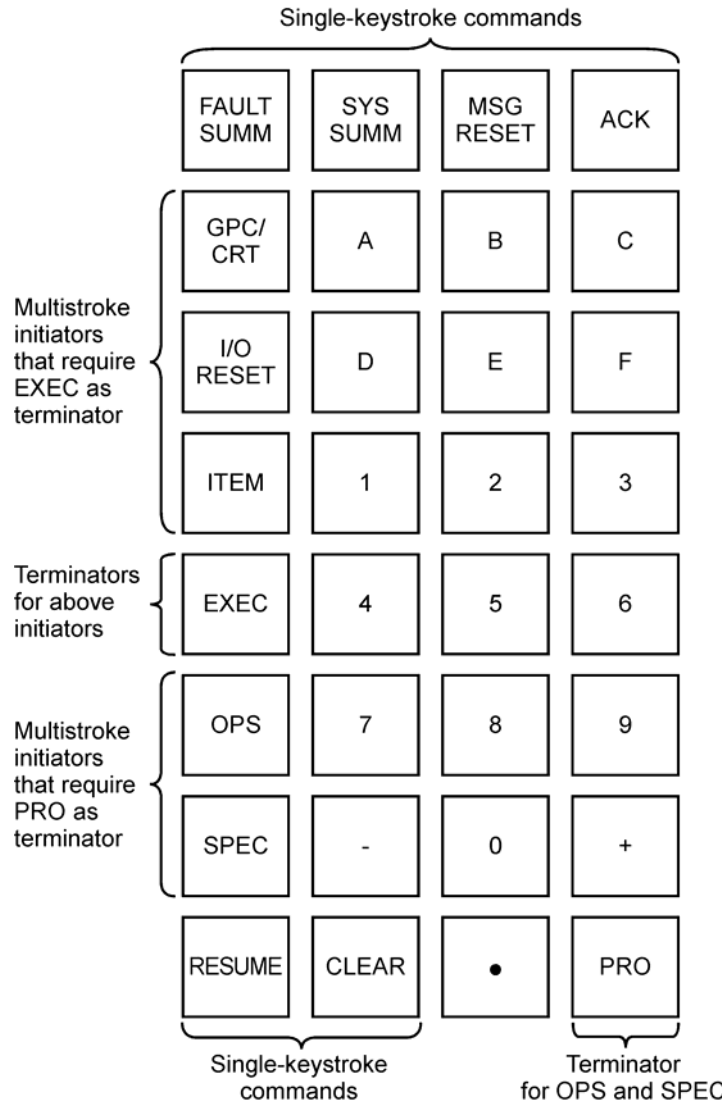 Single-keystroke commands
FAULT
SUMM
SYS
SUMM
MSG
RESET
ACK
Multistroke
initiators
that require
EXEC as
terminator
GPC/
CRT
A
B
C
I/O
RESET
D
E
F
ITEM
1
2
3
Terminators
for above
initiators
EXEC
4
5
6
Multistroke
initiators
that require
PRO as
terminator
OPS
7
8
9
SPEC
-
0
+
RESUME
CLEAR
●
PRO
Single-keystroke
commands
Terminator
for OPS and SPEC